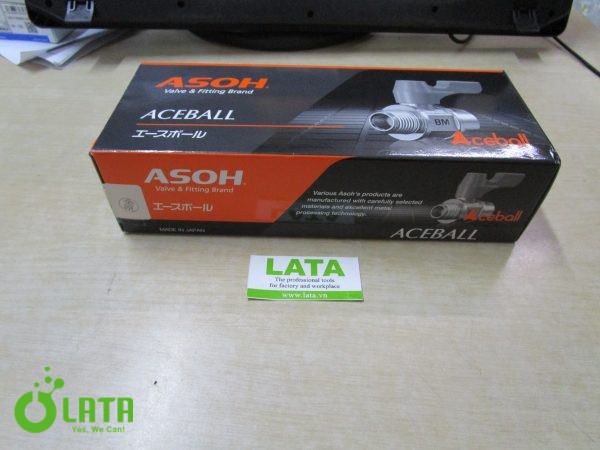 ASOH
Valve & Fitting Brand
ACEBALL
エースボール
BM
Aceball
ASOH
Valve & Fitting Brand
エースボール
MADE IN JAPAN
Various Asoh's products are
manufactured with carefully selected
materials and excellent metal
processing technology.
Aceball
ACEBALL
LATA
The professional tools
for factory and workplace
www.lata.vn
LATA
Yes, We Can!